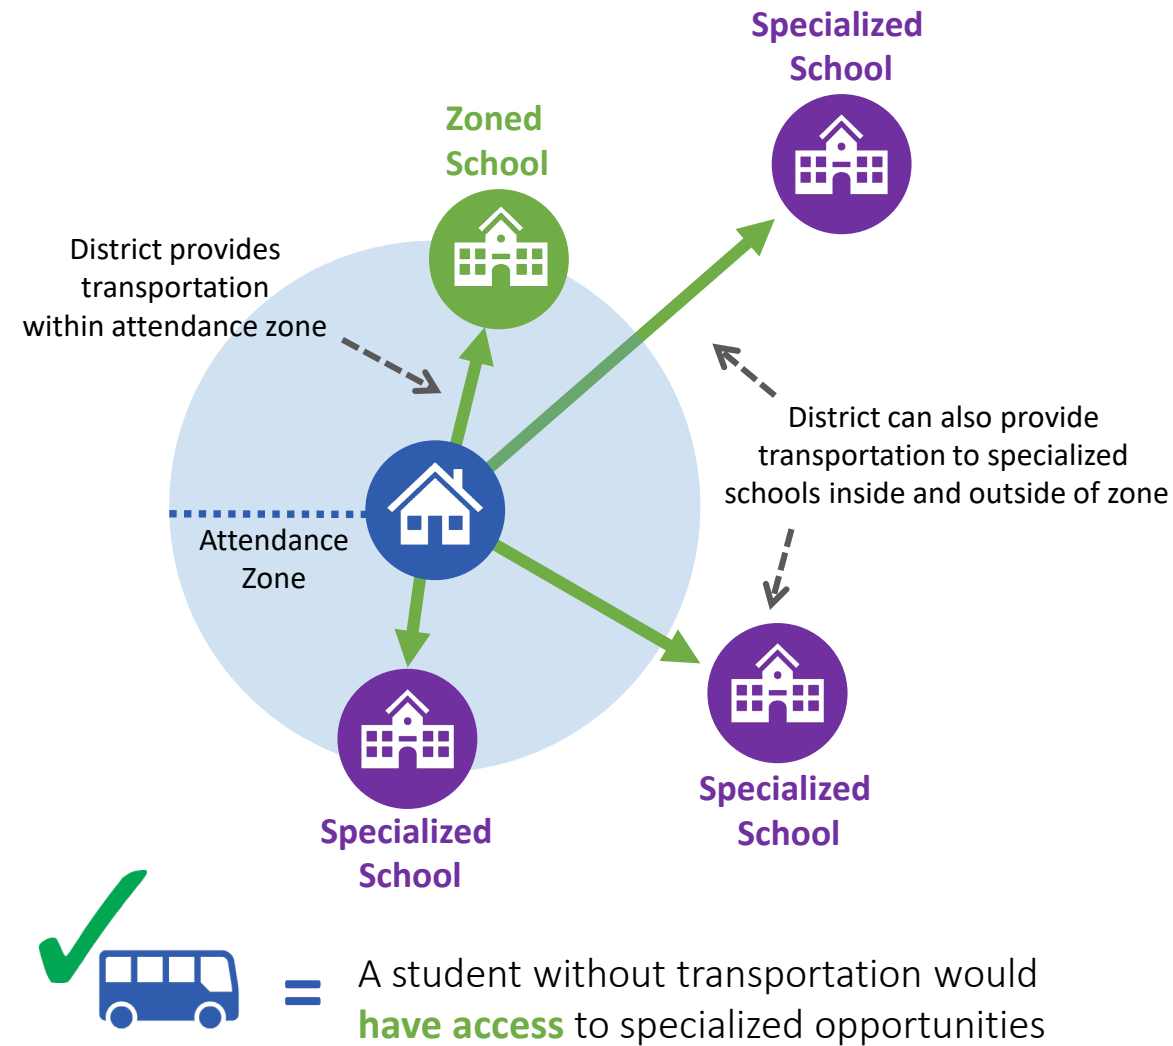 Specialized
School
Zoned
School
District provides
transportation
within attendance zone
District can also provide
transportation to specialized
schools inside and outside of zone
Attendance
Zone
Specialized
School
Specialized
School
= A student without transportation would
have access to specialized opportunities